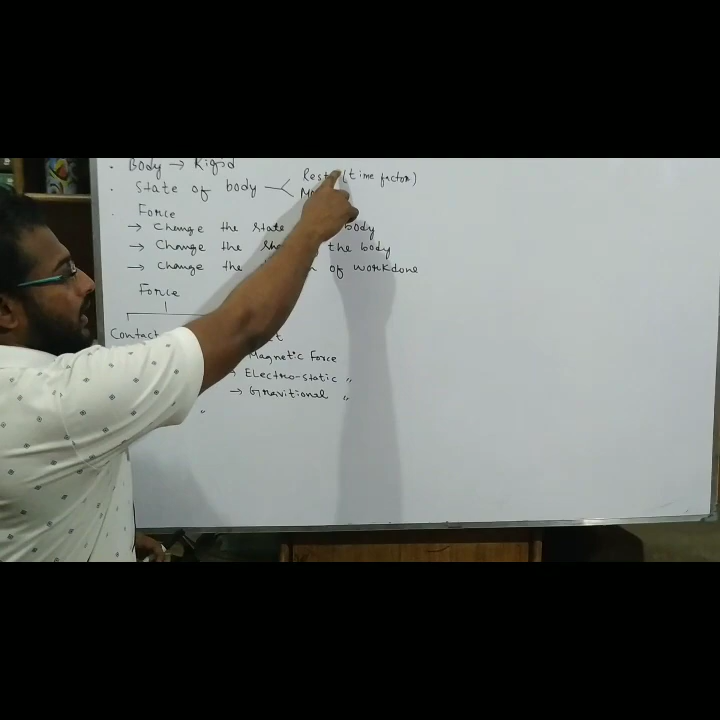 . Body → Rigid
. State of body Rest (time factor)
. Force
→ Change the state body
→ Change the the body
→ Change the of workdone
Force
Contact
Magnetic Force
→ Electro-static "
→ Gravitional "
"